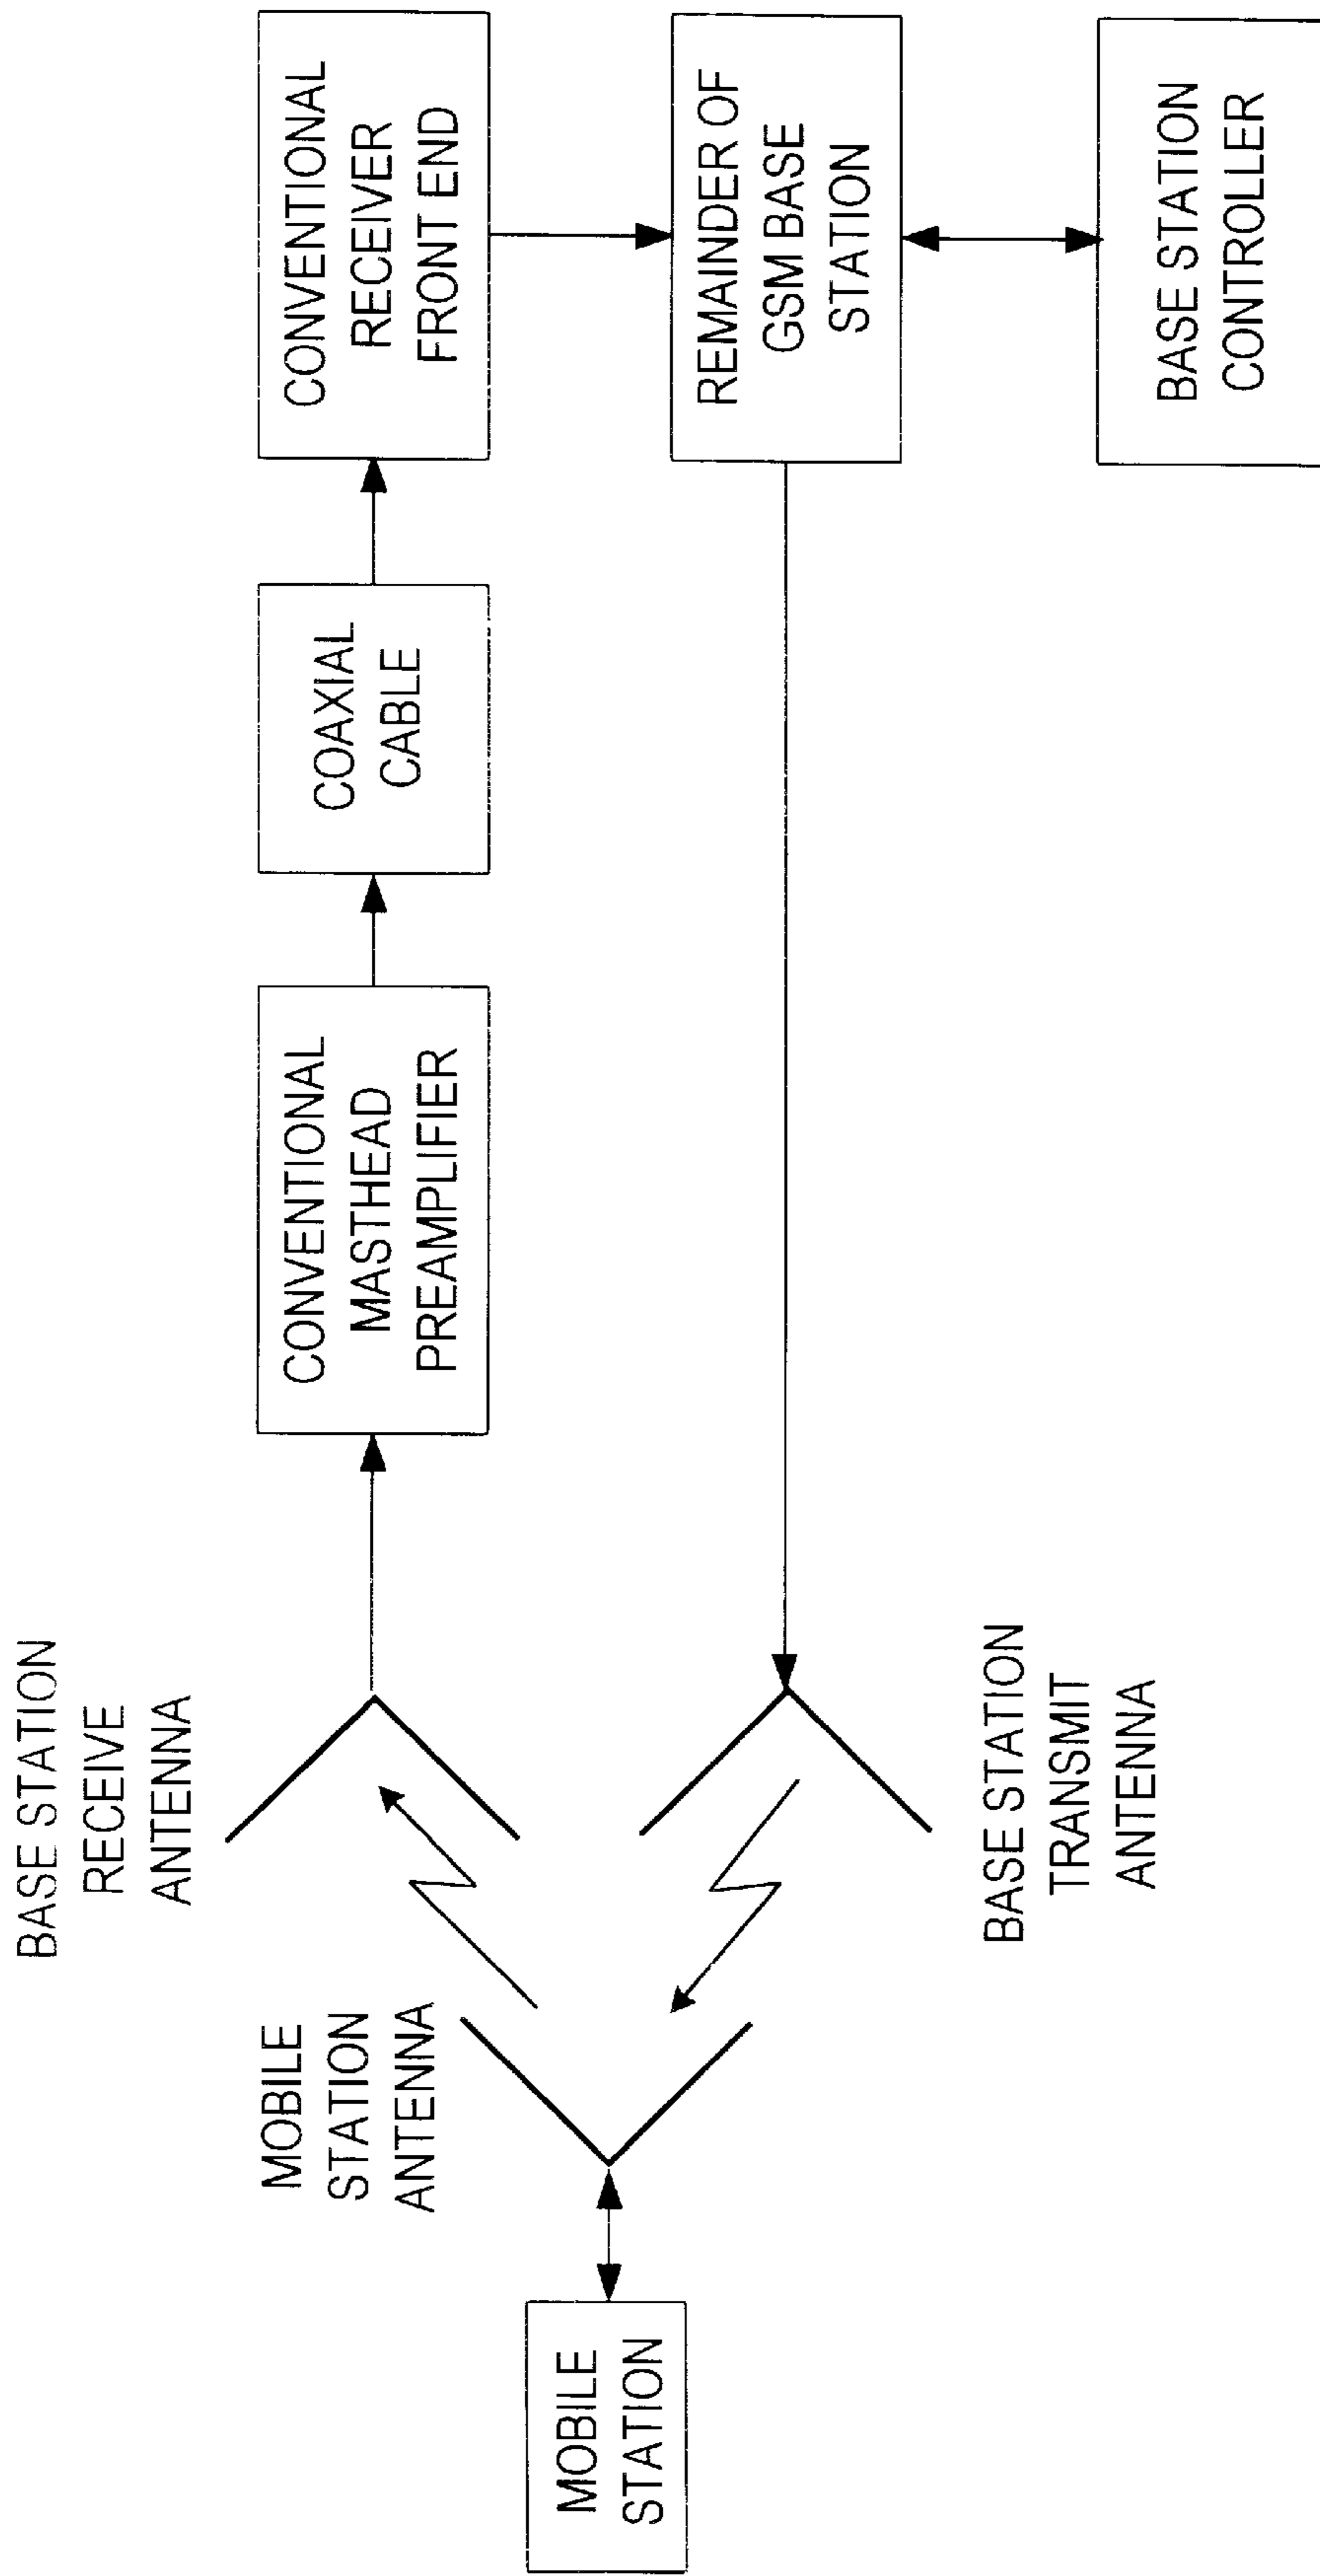 BASE STATION
RECEIVE
ANTENNA
MOBILE
STATION
ANTENNA
MOBILE
STATION
CONVENTIONAL
MASTHEAD
PREAMPLIFIER
COAXIAL
CABLE
CONVENTIONAL
RECEIVER
FRONT END
REMAINDER OF
GSM BASE
STATION
BASE STATION
CONTROLLER
BASE STATION
TRANSMIT
ANTENNA